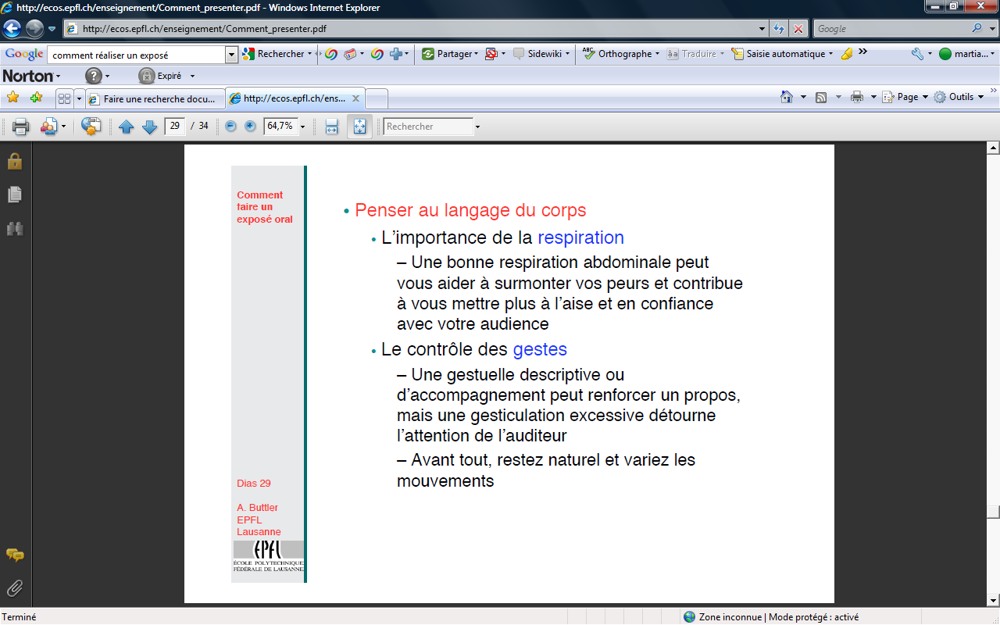 http://ecos.epfl.ch/enseignement/Comment_presenter.pdf - Windows Internet Explorer
http://ecos.epfl.ch/enseignement/Comment_presenter.pdf
Google
Google
comment réaliser un exposé
Rechercher
Partager
Sidewiki
ABC
Orthographe
Traduire
Saisie automatique
martia...
Norton
Expiré
Faire une recherche docu...
http://ecos.epfl.ch/ens...
Page
Outils
29 / 34
64,7%
Rechercher
Comment
faire un
exposé oral
• Penser au langage du corps
• L'importance de la respiration
– Une bonne respiration abdominale peut
vous aider à surmonter vos peurs et contribue
à vous mettre plus à l'aise et en confiance
avec votre audience
• Le contrôle des gestes
– Une gestuelle descriptive ou
d'accompagnement peut renforcer un propos,
mais une gesticulation excessive détourne
l'attention de l'auditeur
– Avant tout, restez naturel et variez les
mouvements
Dias 29
A. Buttler
EPFL
Lausanne
EPFL
ÉCOLE POLYTECHNIQUE
FÉDÉRALE DE LAUSANNE
Terminé
Zone inconnue | Mode protégé : activé